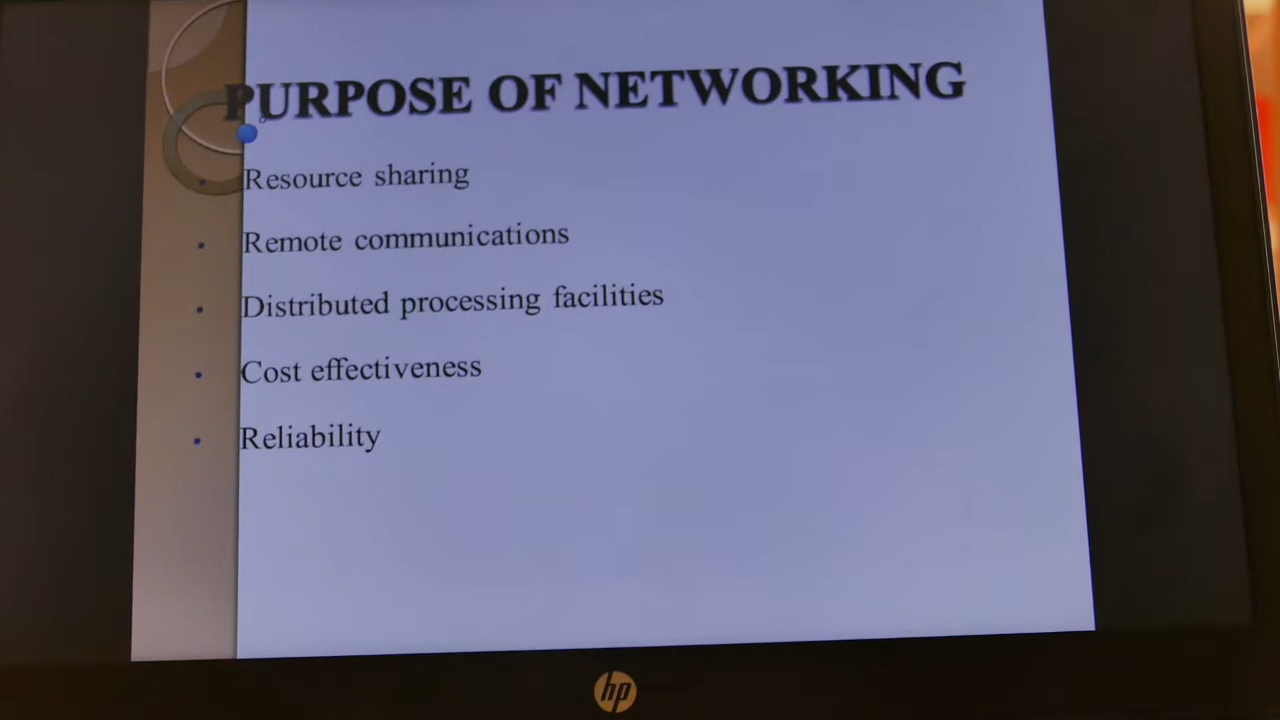 PURPOSE OF NETWORKING
Resource sharing
Remote communications
Distributed processing facilities
Cost effectiveness
Reliability
hp